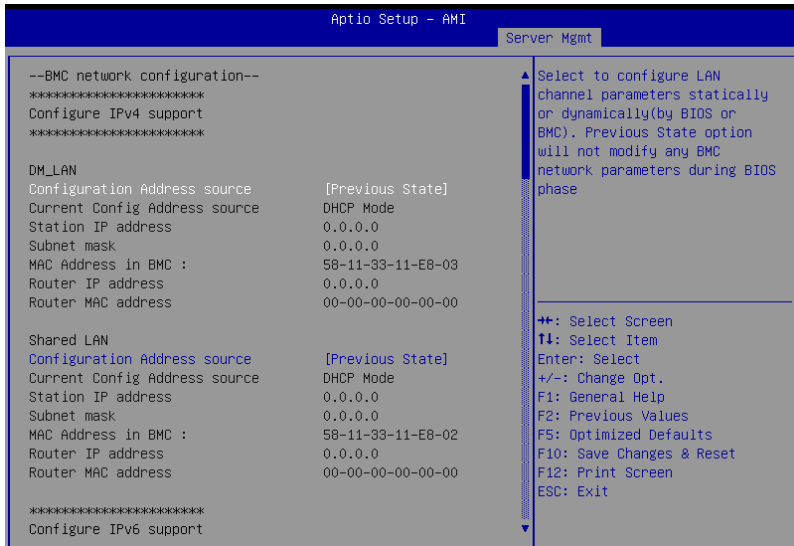 Aptio Setup - AMI
Server Mgmt
--BMC network configuration--
************************
Configure IPv4 support
************************
DM_LAN
Configuration Address source [Previous State]
Current Config Address source DHCP Mode
Station IP address 0.0.0.0
Subnet mask 0.0.0.0
MAC Address in BMC : 58-11-33-11-E8-03
Router IP address 0.0.0.0
Router MAC address 00-00-00-00-00-00
Shared LAN
Configuration Address source [Previous State]
Current Config Address source DHCP Mode
Station IP address 0.0.0.0
Subnet mask 0.0.0.0
MAC Address in BMC : 58-11-33-11-E8-02
Router IP address 0.0.0.0
Router MAC address 00-00-00-00-00-00
************************
Configure IPv6 support
Select to configure LAN
channel parameters statically
or dynamically(by BIOS or
BMC). Previous State option
will not modify any BMC
network parameters during BIOS
phase
→←: Select Screen
↑↓: Select Item
Enter: Select
+/-: Change Opt.
F1: General Help
F2: Previous Values
F5: Optimized Defaults
F10: Save Changes & Reset
F12: Print Screen
ESC: Exit